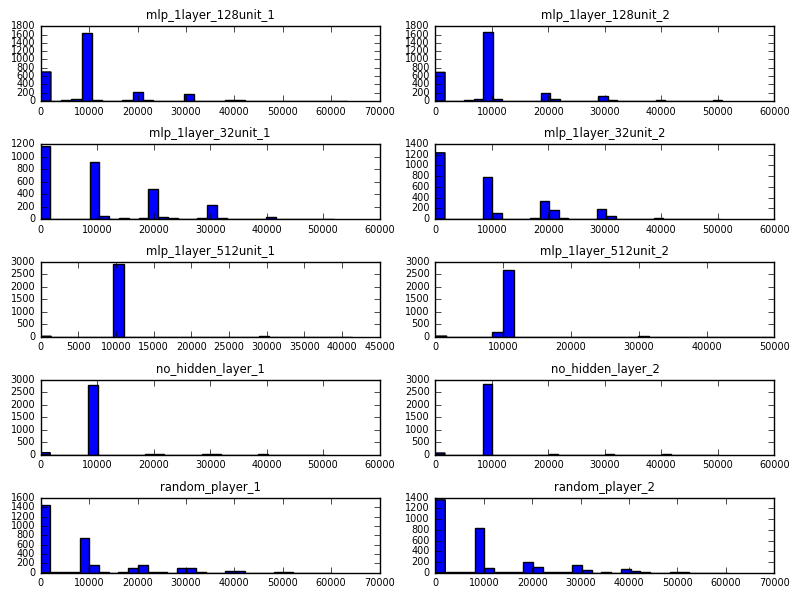 mlp_1layer_128unit_1 mlp_1layer_128unit_2
1800 1600 1400 1200 1000 800 600 400 200 0
0 10000 20000 30000 40000 50000 60000 70000
1800 1600 1400 1200 1000 800 600 400 200 0
0 10000 20000 30000 40000 50000 60000
mlp_1layer_32unit_1 mlp_1layer_32unit_2
1200 1000 800 600 400 200 0
0 10000 20000 30000 40000 50000 60000
1400 1200 1000 800 600 400 200 0
0 10000 20000 30000 40000 50000 60000
mlp_1layer_512unit_1 mlp_1layer_512unit_2
3000 2500 2000 1500 1000 500 0
0 5000 10000 15000 20000 25000 30000 35000 40000 45000
3000 2500 2000 1500 1000 500 0
0 10000 20000 30000 40000 50000
no_hidden_layer_1 no_hidden_layer_2
3000 2500 2000 1500 1000 500 0
0 10000 20000 30000 40000 50000 60000
3000 2500 2000 1500 1000 500 0
0 10000 20000 30000 40000 50000 60000
random_player_1 random_player_2
1600 1400 1200 1000 800 600 400 200 0
0 10000 20000 30000 40000 50000 60000 70000
1400 1200 1000 800 600 400 200 0
0 10000 20000 30000 40000 50000 60000 70000